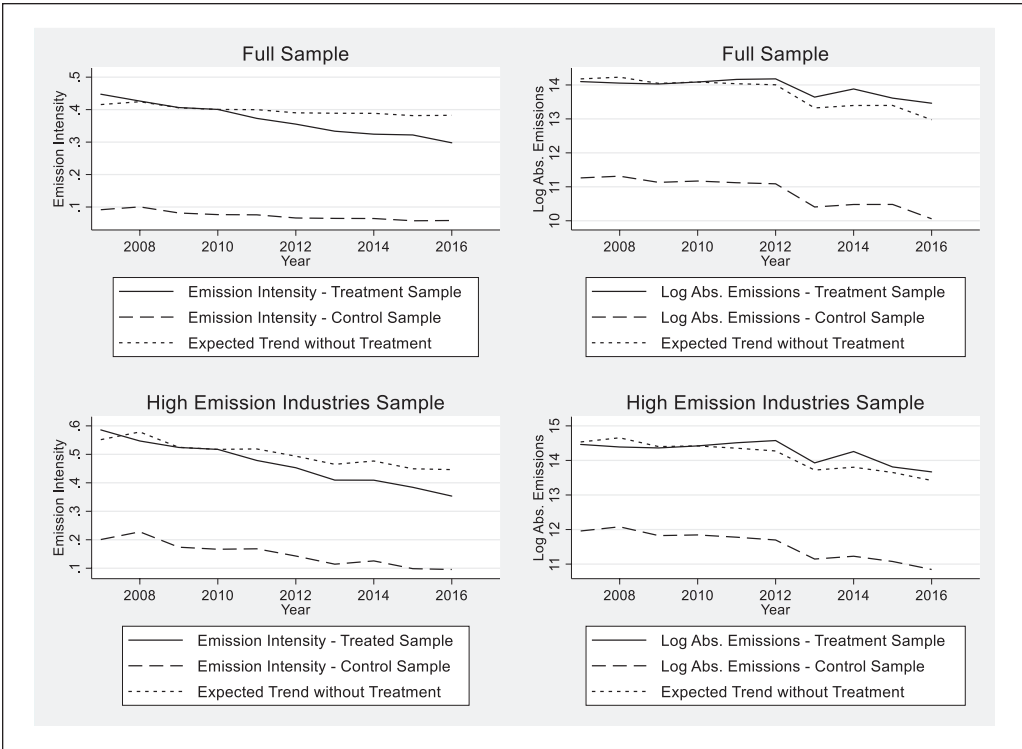 Full Sample
Emission Intensity
.5
.4
.3
.2
.1
2008 2010 2012 2014 2016
Year
Emission Intensity - Treatment Sample
Emission Intensity - Control Sample
Expected Trend without Treatment
Full Sample
Log Abs. Emissions
14
13
12
11
10
2008 2010 2012 2014 2016
Year
Log Abs. Emissions - Treatment Sample
Log Abs. Emissions - Control Sample
Expected Trend without Treatment
High Emission Industries Sample
Emission Intensity
.6
.5
.4
.3
.2
.1
2008 2010 2012 2014 2016
Year
Emission Intensity - Treated Sample
Emission Intensity - Control Sample
Expected Trend without Treatment
High Emission Industries Sample
Log Abs. Emissions
15
14
13
12
11
2008 2010 2012 2014 2016
Year
Log Abs. Emissions - Treatment Sample
Log Abs. Emissions - Control Sample
Expected Trend without Treatment